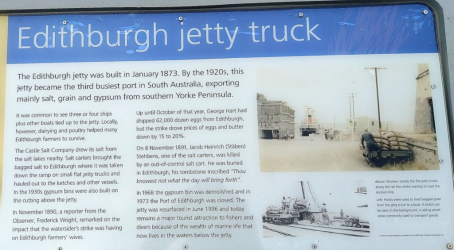 Edithburgh jetty truck
The Edithburgh jetty was built in January 1873. By the 1920s, this
jetty became the third busiest port in South Australia, exporting
mainly salt, grain and gypsum from southern Yorke Peninsula.
It was common to see three or four ships
plus other boats tied up to the jetty. Locally,
however, dairying and poultry helped many
Edithburgh farmers to survive.
The Castle Salt Company drew its salt from
the salt lakes nearby. Salt carters brought the
bagged salt to Edithburgh where it was taken
down the ramp on small flat jetty trucks and
hauled out to the ketches and other vessels.
In the 1930s gypsum bins were also built on
the cutting above the jetty.
In November 1890, a reporter from the
Observer, Frederick Wright, remarked on the
impact that the waterside's strike was having
on Edithburgh farmers' wives.
Up until October of that year, George Hart had
shipped 62,000 dozen eggs from Edithburgh,
but the strike drove prices of eggs and butter
down by 15 to 20%.
On 8 November 1891, Jacob Heinrich
Stehbens, one of the salt carters, was killed
by an out-of-control salt cart. He was buried
in Edithburgh, his tombstone inscribed "Thou
knowest not what the day will bring forth".
In 1968 the gypsum bin was demolished and in
1973 the Port of Edithburgh was closed. The
jetty was resurfaced in June and today
remains a major tourist attraction to fishers and
divers because of the wealth of marine life that
now lives in the waters below the jetty.